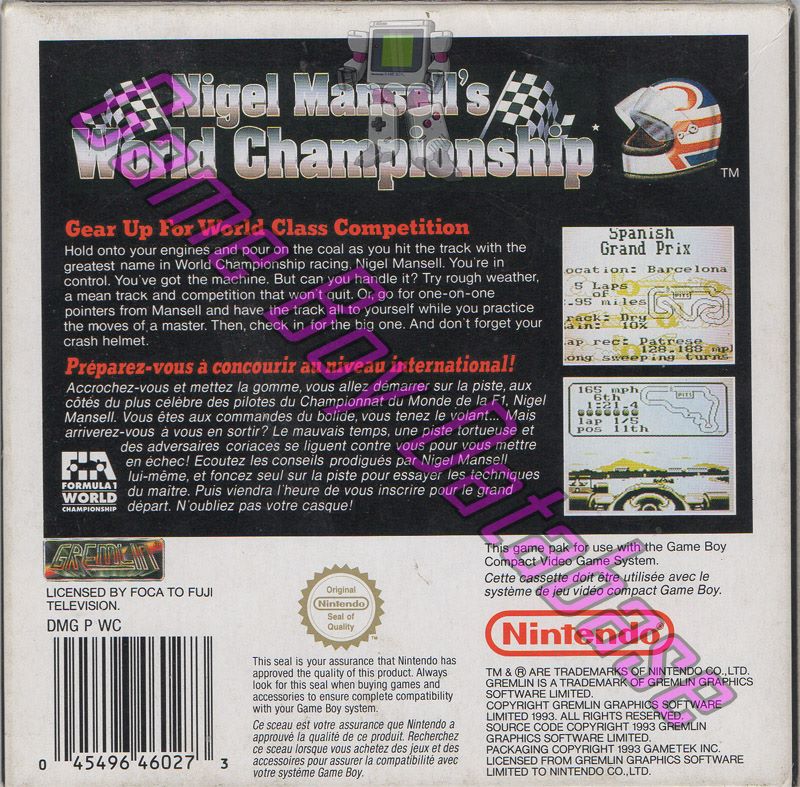 Nigel Mansell's
World Championship
TM
Gear Up For World Class Competition
Hold onto your engines and pour on the coal as you hit the track with the
greatest name in World Championship racing, Nigel Mansell. You're in
control. You've got the machine. But can you handle it? Try rough weather,
a mean track and competition that won't quit. Or go for one-on-one
pointers from Mansell and have the track all to yourself while you practice
the moves of a master. Then, check in for the big one. And don't forget your
crash helmet.
Préparez-vous à concourir au niveau international!
Accrochez-vous et mettez la gomme, vous allez démarrer sur la piste, aux
côtés du plus célèbre des pilotes du Championnat du Monde de la F1, Nigel
Mansell. Vous êtes aux commandes du bolide, vous tenez le volant... Mais
arriverez-vous à vous en sortir? Le mauvais temps, une piste tortueuse et
des adversaires coriaces se liguent contre vous pour vous mettre
en échec! Ecoutez les conseils prodigués par Nigel Mansell
lui-même, et foncez seul sur la piste pour essayer les techniques
du maître. Puis viendra l'heure de vous inscrire pour le grand
départ. N'oubliez pas votre casque!
FORMULA 1
WORLD
CHAMPIONSHIP
Spanish
Grand Prix
ocation: Barcelona
5 Laps
of
.95 miles
PITS
rack: Dry
ain: 10%
ap rec: Patrese
128.188 mpl
ong sweeping turns
165 mph
6th
1:21.4
lap 1/5
pos 11th
PITS
GREMLIN
LICENSED BY FOCA TO FUJI
TELEVISION.
DMG P WC
0 45496 46027 3
Original
Nintendo
Seal of
Quality
TM
This seal is your assurance that Nintendo has
approved the quality of this product. Always
look for this seal when buying games and
accessories to ensure complete compatibility
with your Game Boy system.
Ce sceau est votre assurance que Nintendo a
approuvé la qualité de ce produit. Recherchez
ce sceau lorsque vous achetez des jeux et des
accessoires pour assurer la compatibilité avec
votre système Game Boy.
This game pak for use with the Game Boy
Compact Video Game System.
Cette cassette doit être utilisée avec le
système de jeu vidéo compact Game Boy.
Nintendo
TM & ® ARE TRADEMARKS OF NINTENDO CO., LTD.
GREMLIN IS A TRADEMARK OF GREMLIN GRAPHICS
SOFTWARE LIMITED.
COPYRIGHT GREMLIN GRAPHICS SOFTWARE
LIMITED 1993. ALL RIGHTS RESERVED.
SOURCE CODE COPYRIGHT 1993 GREMLIN
GRAPHICS SOFTWARE LIMITED.
PACKAGING COPYRIGHT 1993 GAMETEK INC.
LICENSED FROM GREMLIN GRAPHICS SOFTWARE
LIMITED TO NINTENDO CO., LTD.
Game Boy Database